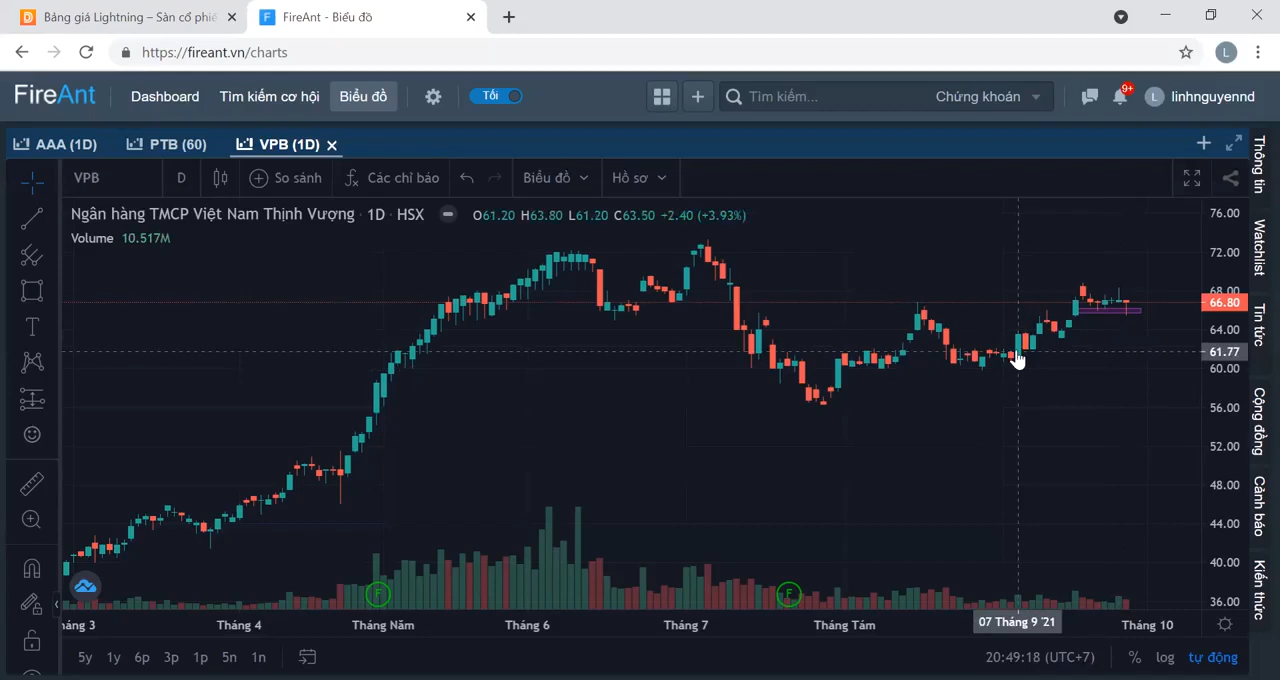 Bảng giá Lightning – Sàn cổ phiế
FireAnt - Biểu đồ
https://fireant.vn/charts
L
FireAnt
Dashboard
Tìm kiếm cơ hội
Biểu đồ
Tối
Tìm kiếm...
Chứng khoán
9+
L
linhnguyennd
AAA (1D)
PTB (60)
VPB (1D)
VPB
D
So sánh
Các chỉ báo
Biểu đồ
Hồ sơ
Ngân hàng TMCP Việt Nam Thịnh Vượng · 1D · HSX
O61.20 H63.80 L61.20 C63.50 +2.40 (+3.93%)
Volume 10.517M
76.00
72.00
68.00
66.80
64.00
61.77
60.00
56.00
52.00
48.00
44.00
40.00
36.00
F
F
háng 3
Tháng 4
Tháng Năm
Tháng 6
Tháng 7
Tháng Tám
07 Tháng 9 '21
Tháng 10
5y
1y
6p
3p
1p
5n
1n
20:49:18 (UTC+7)
%
log
tự động
Thông tin
Watchlist
Tin tức
Cộng đồng
Cảnh báo
Kiến thức